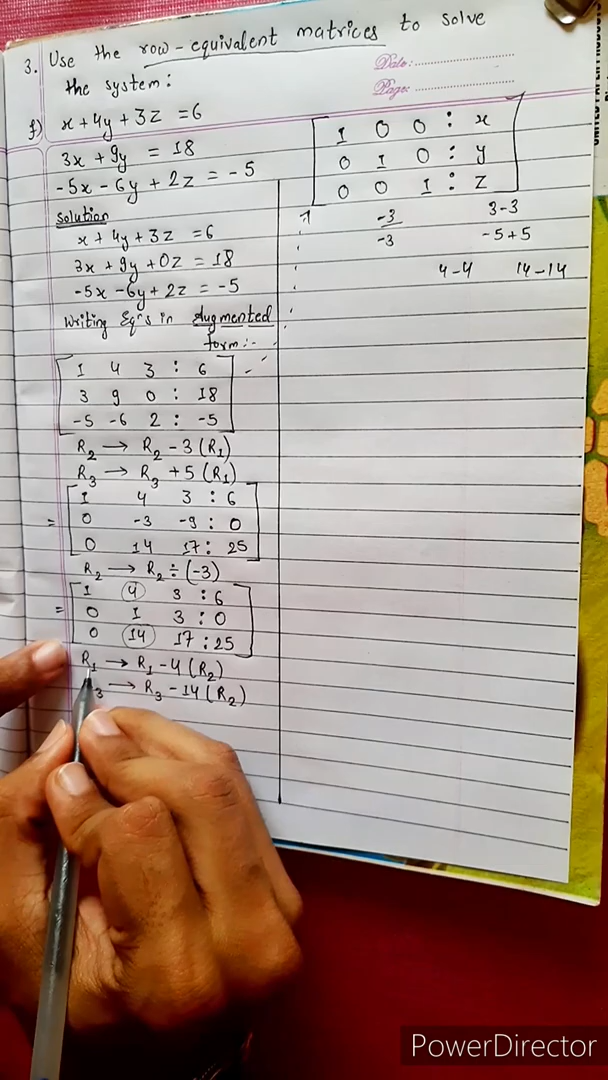 3. Use the row-equivalent matrices to solve
the system:
Date:
Page:
f) x + 4y + 3z = 6
3x + 9y = 18
-5x - 6y + 2z = -5
Solution
x + 4y + 3z = 6
3x + 9y + 0z = 18
-5x - 6y + 2z = -5
Writing Eqⁿs in Augmented
form:-
1 4 3 : 6
3 9 0 : 18
-5 -6 2 : -5
R₂ → R₂ - 3(R₁)
R₃ → R₃ + 5(R₁)
1 4 3 : 6
= 0 -3 -9 : 0
0 14 17 : 25
R₂ → R₂ ÷ (-3)
1 4 3 : 6
= 0 1 3 : 0
0 14 17 : 25
R₁ → R₁ - 4(R₂)
₃ → R₃ - 14(R₂)
1 0 0 : x
0 1 0 : y
0 0 1 : z
-3 3-3
-3 -5+5
4-4 14-14
PowerDirector